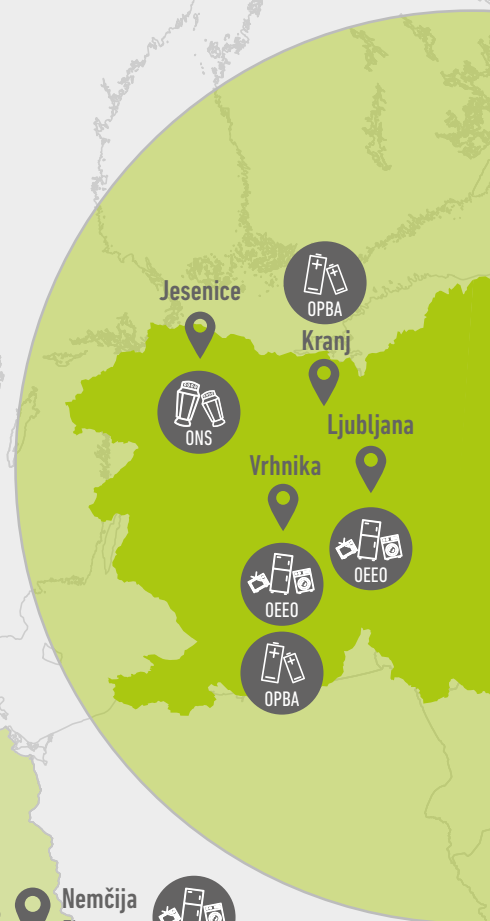 Jesenice
OPBA
Kranj
ONS
Ljubljana
Vrhnika
OEEO
OEEO
OPBA
Nemčija